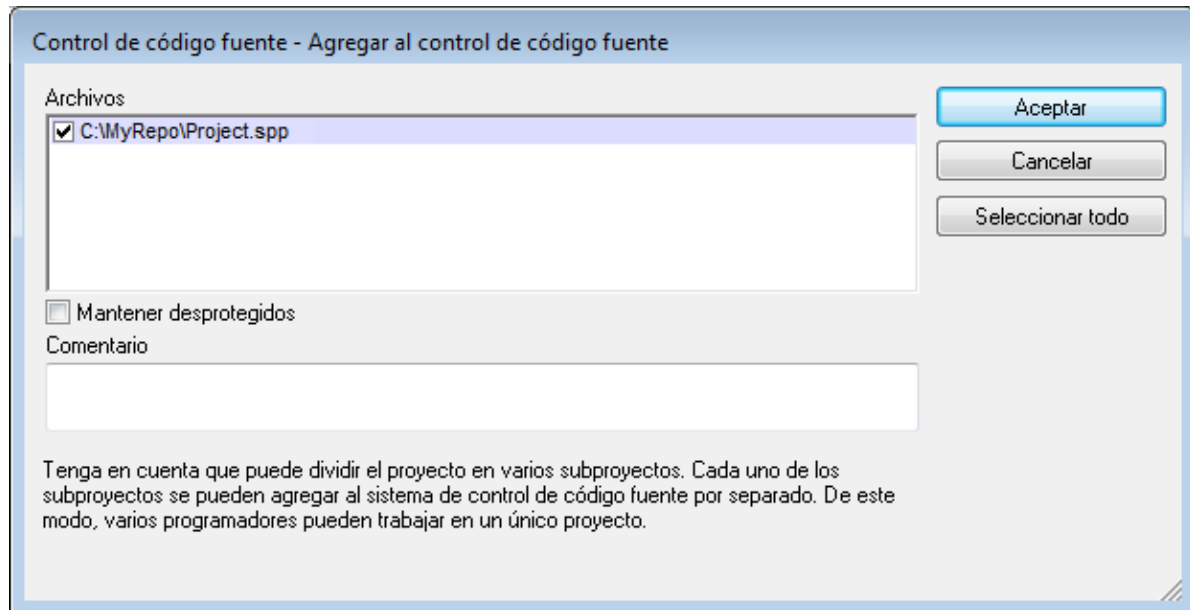 Control de código fuente - Agregar al control de código fuente
Archivos
C:\MyRepo\Project.spp
Aceptar
Cancelar
Seleccionar todo
Mantener desprotegidos
Comentario
Tenga en cuenta que puede dividir el proyecto en varios subproyectos. Cada uno de los
subproyectos se pueden agregar al sistema de control de código fuente por separado. De este
modo, varios programadores pueden trabajar en un único proyecto.